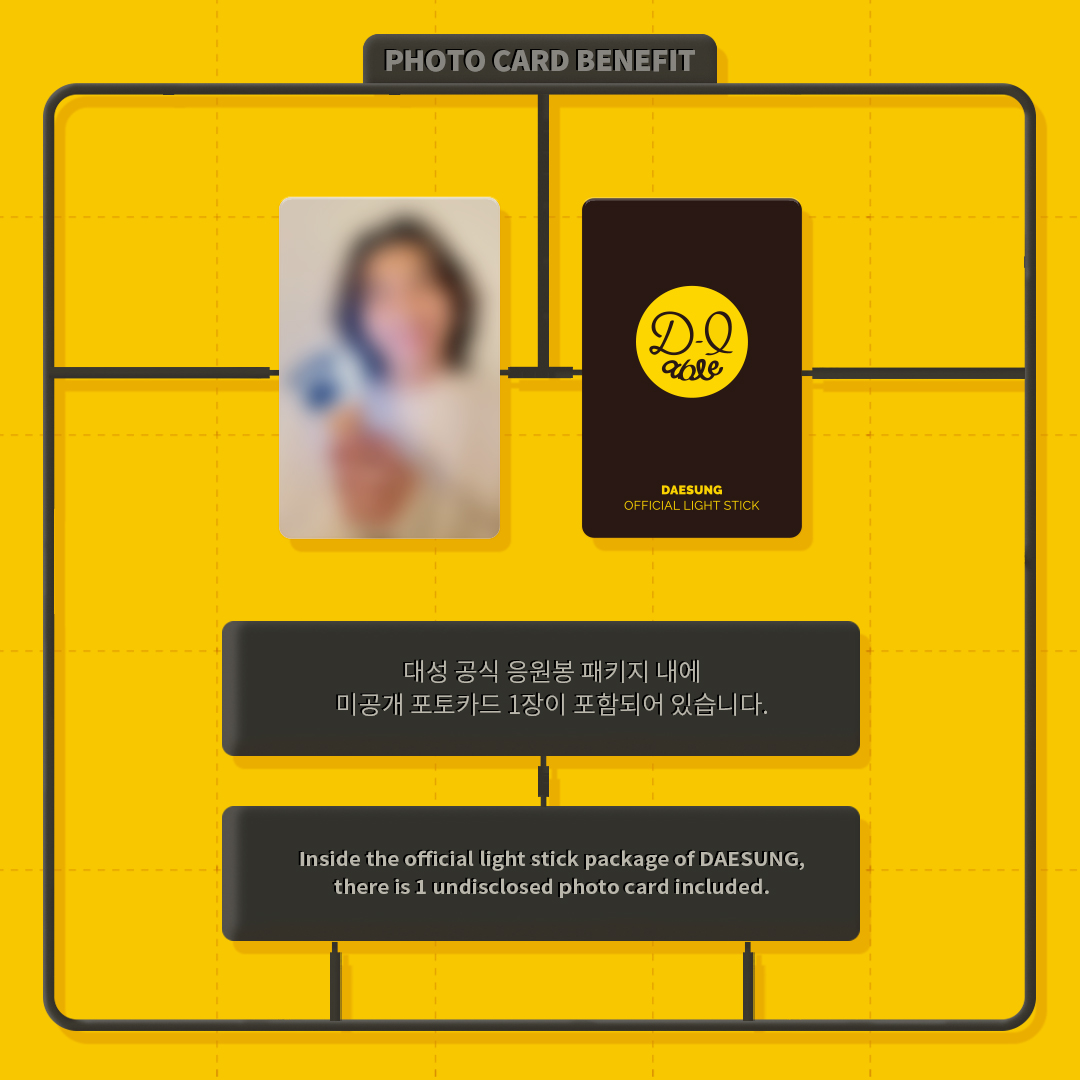 PHOTO CARD BENEFIT
D-Q
able
DAESUNG
OFFICIAL LIGHT STICK
대성 공식 응원봉 패키지 내에
미공개 포토카드 1장이 포함되어 있습니다.
Inside the official light stick package of DAESUNG,
there is 1 undisclosed photo card included.